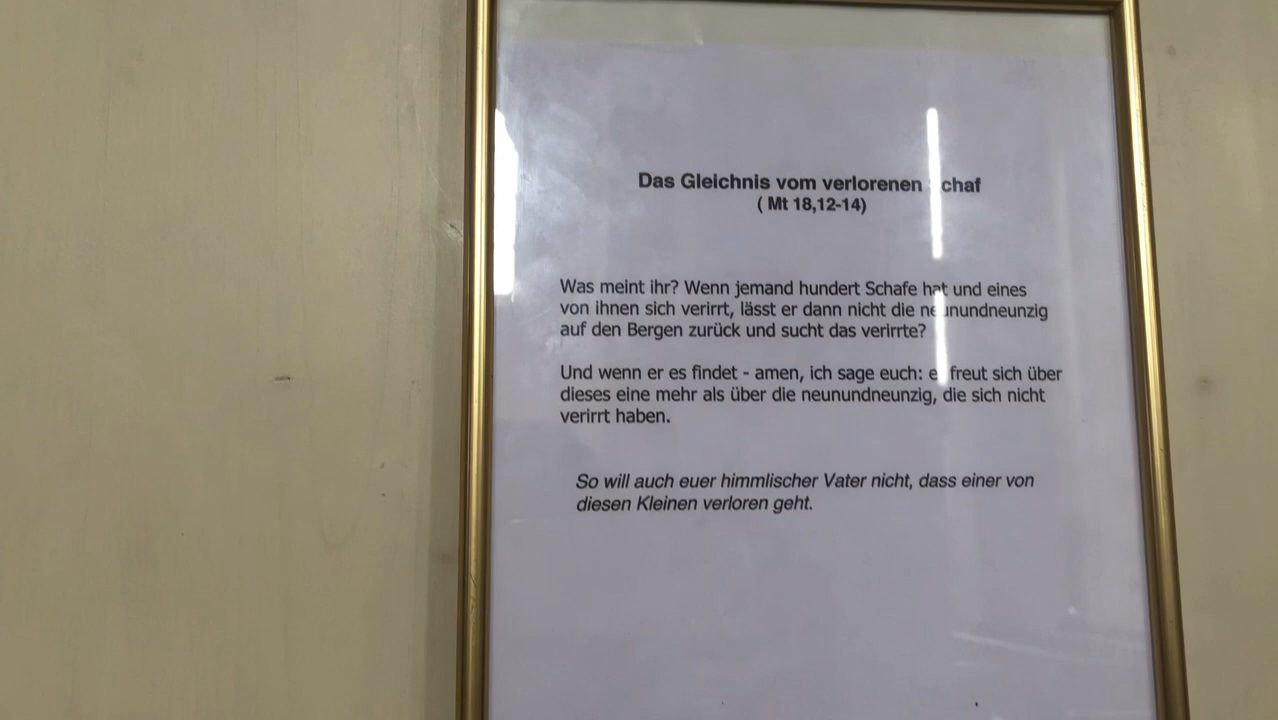 Das Gleichnis vom verlorenen Schaf
( Mt 18,12-14)
Was meint ihr? Wenn jemand hundert Schafe hat und eines
von ihnen sich verirrt, lässt er dann nicht die neunundneunzig
auf den Bergen zurück und sucht das verirrte?
Und wenn er es findet - amen, ich sage euch: er freut sich über
dieses eine mehr als über die neunundneunzig, die sich nicht
verirrt haben.
So will auch euer himmlischer Vater nicht, dass einer von
diesen Kleinen verloren geht.